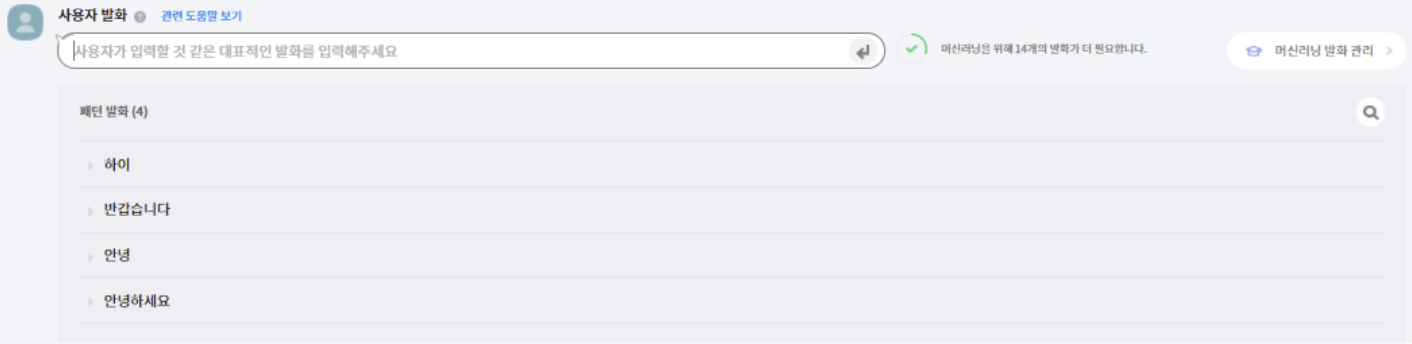 사용자 발화 ? 관련 도움말 보기
사용자가 입력할 것 같은 대표적인 발화를 입력해주세요
머신러닝을 위해 14개의 발화가 더 필요합니다.
머신러닝 발화 관리
패턴 발화 (4)
하이
반갑습니다
안녕
안녕하세요